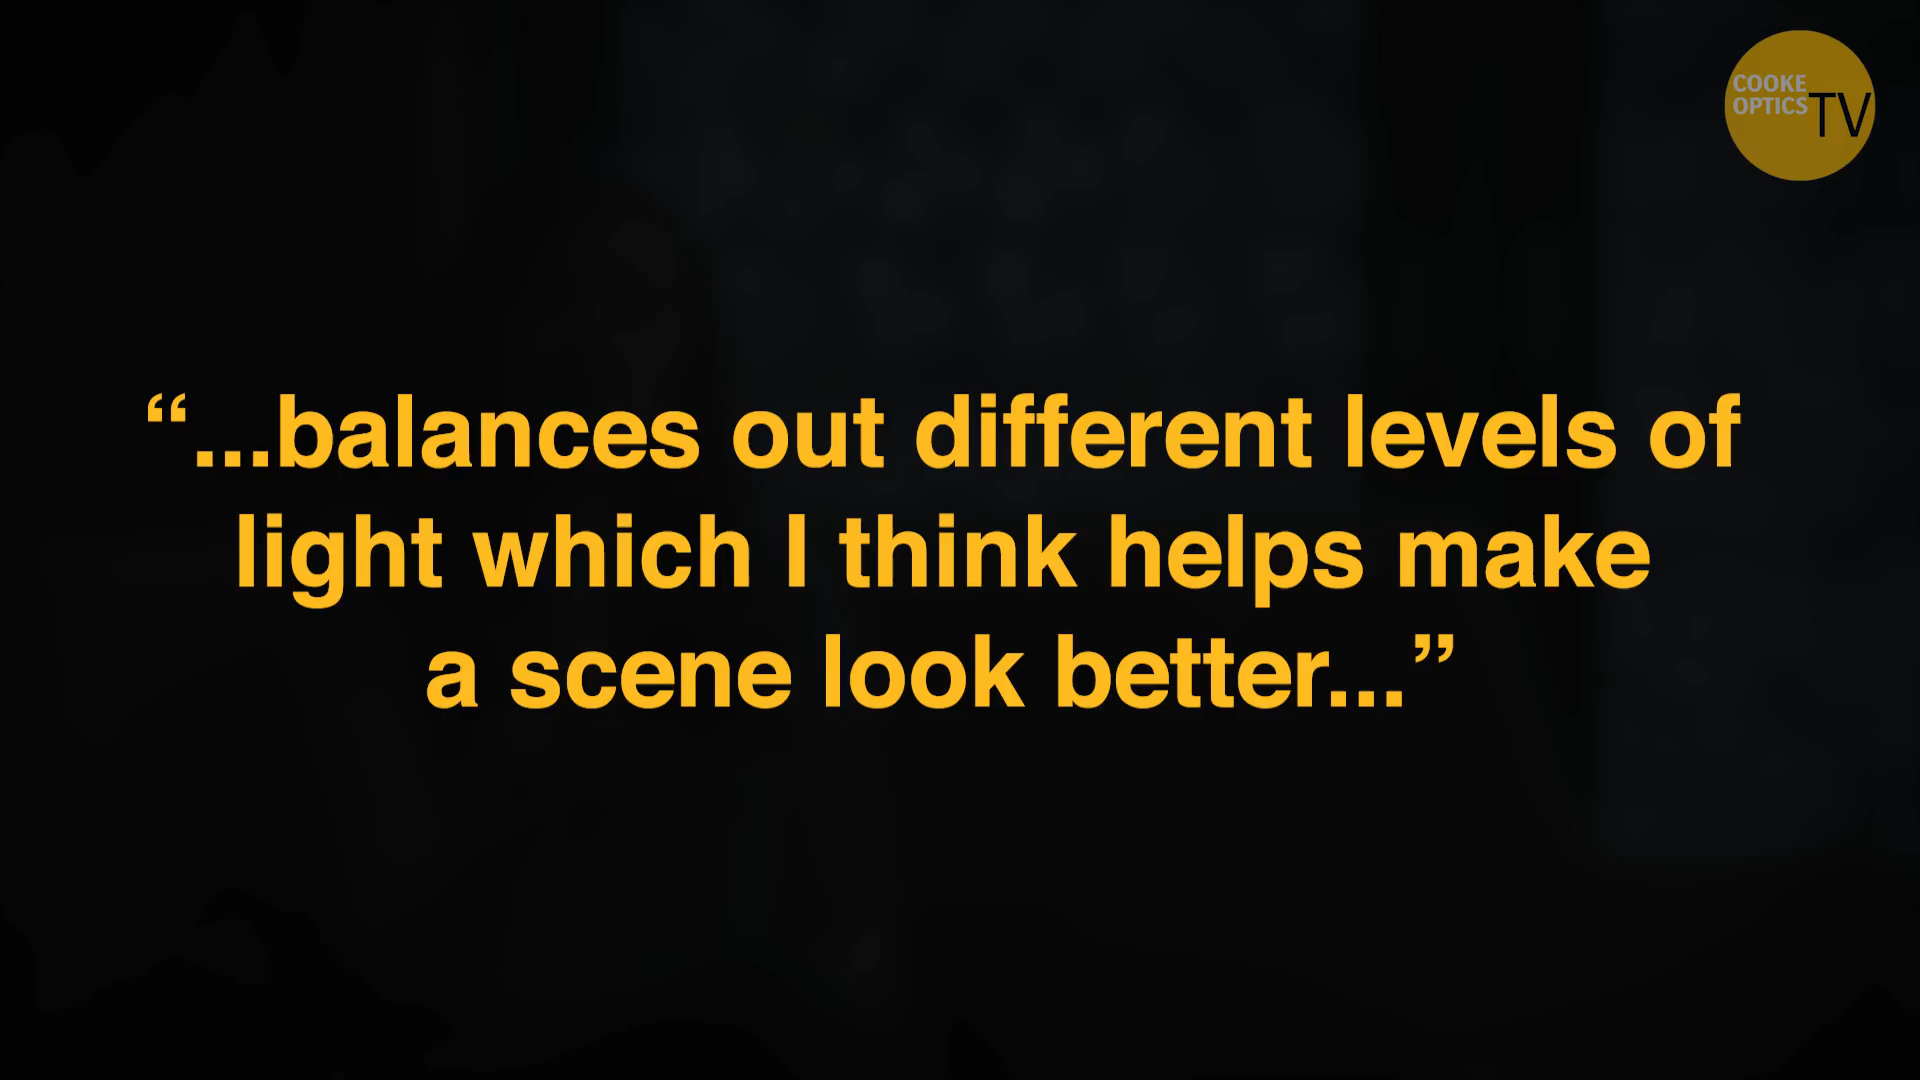 COOKE
OPTICS TV
“...balances out different levels of
light which I think helps make
a scene look better...”